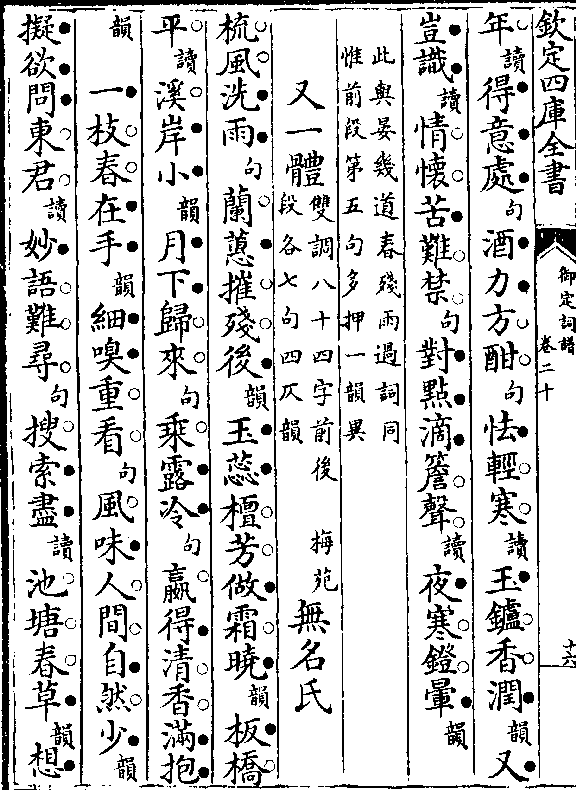 欽定四庫全書
御定詞譜
卷二十
十六
年讀得意處句酒力方酣句怯輕寒讀玉鑪香潤韻又
豈識讀情懷苦難禁句對點滴簷聲讀夜寒鐙暈韻
此與晏幾道春殘雨過詞同
惟前段第五句多押一韻異
又一體雙調八十四字前後段各七句四仄韻 梅苑無名氏
梳風洗雨句蘭蕙摧殘後韻玉蕊檀芳做霜曉韻板橋
平讀溪岸小韻月下歸來句乘露冷句贏得清香滿抱
韻 一枝春在手韻細嗅重看句風味人間自然少韻
擬欲問東君讀妙語難尋句搜索盡讀池塘春草韻想